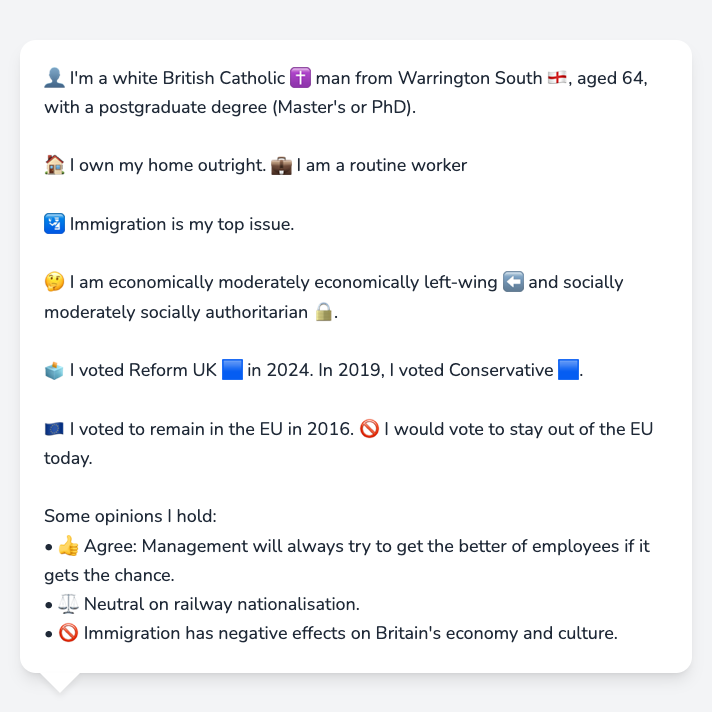 👤 I'm a white British Catholic ✝️ man from Warrington South 🏴󠁧󠁢󠁥󠁮󠁧󠁿, aged 64,
with a postgraduate degree (Master's or PhD).
🏠 I own my home outright. 💼 I am a routine worker
🛂 Immigration is my top issue.
🤔 I am economically moderately economically left-wing ⬅️ and socially
moderately socially authoritarian 🔒.
🗳️ I voted Reform UK 🟦 in 2024. In 2019, I voted Conservative 🟦.
🇪🇺 I voted to remain in the EU in 2016. 🚫 I would vote to stay out of the EU
today.
Some opinions I hold:
• 👍 Agree: Management will always try to get the better of employees if it
gets the chance.
• ⚖️ Neutral on railway nationalisation.
• 🚫 Immigration has negative effects on Britain's economy and culture.